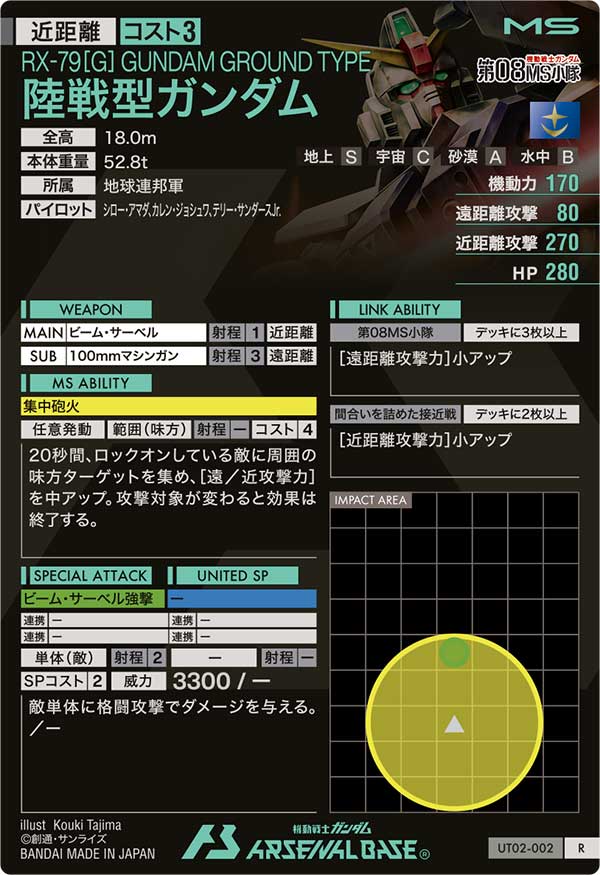 近距離 コスト3
MS
RX-79[G] GUNDAM GROUND TYPE
陸戦型ガンダム
機動戦士ガンダム
第08MS小隊
全高 18.0m
本体重量 52.8t
所属 地球連邦軍
パイロット シロー・アマダ、カレン・ジョシュワ、テリー・サンダースJr.
地上 S 宇宙 C 砂漠 A 水中 B
機動力 170
遠距離攻撃 80
近距離攻撃 270
HP 280
WEAPON
MAIN ビーム・サーベル 射程 1 近距離
SUB 100mmマシンガン 射程 3 遠距離
MS ABILITY
集中砲火
任意発動 範囲(味方) 射程 ー コスト 4
20秒間、ロックオンしている敵に周囲の
味方ターゲットを集め、[遠／近攻撃力]
を中アップ。攻撃対象が変わると効果は
終了する。
LINK ABILITY
第08MS小隊 デッキに3枚以上
[遠距離攻撃力]小アップ
間合いを詰めた接近戦 デッキに2枚以上
[近距離攻撃力]小アップ
IMPACT AREA
SPECIAL ATTACK UNITED SP
ビーム・サーベル強撃 ー
連携 ー 連携 ー
連携 ー 連携 ー
単体(敵) 射程 2 ー 射程 ー
SPコスト 2 威力 3300 / ー
敵単体に格闘攻撃でダメージを与える。
／ー
illust Kouki Tajima
©創通・サンライズ
BANDAI MADE IN JAPAN
機動戦士ガンダム
AB ARSENAL BASE®
UT02-002 R